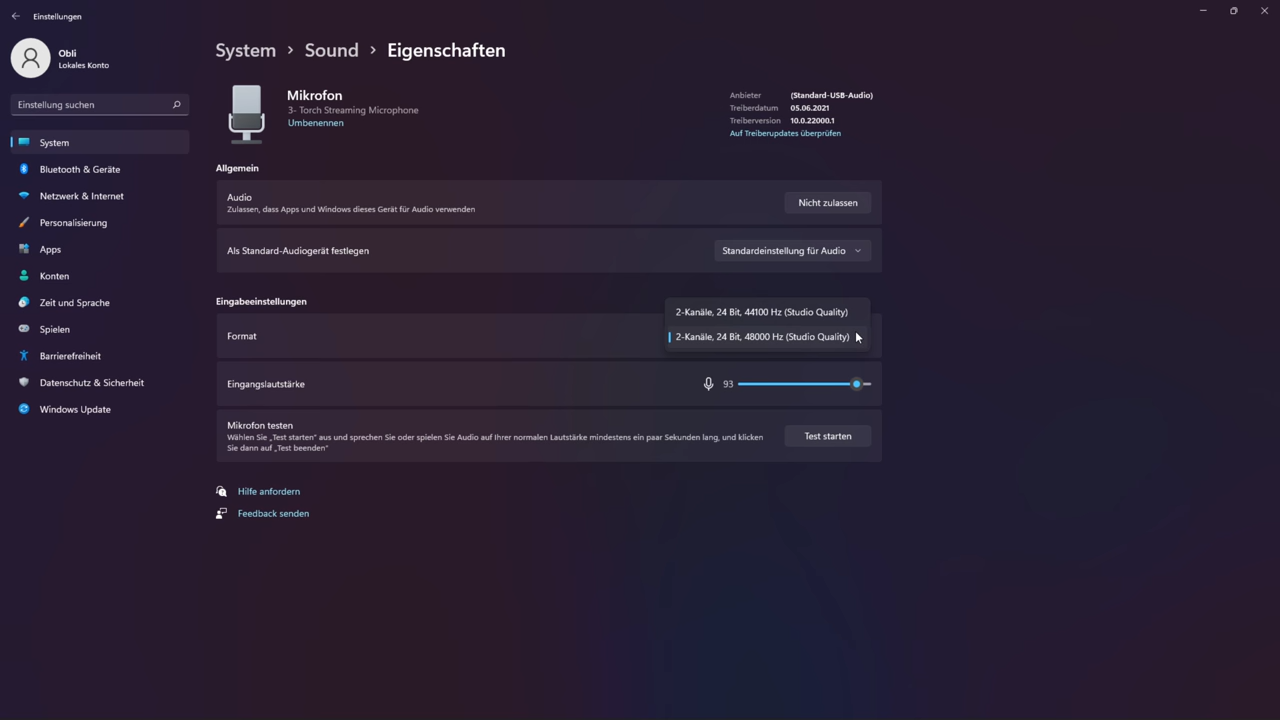 Einstellungen
Obli
Lokales Konto
Einstellung suchen
System
Bluetooth & Geräte
Netzwerk & Internet
Personalisierung
Apps
Konten
Zeit und Sprache
Spielen
Barrierefreiheit
Datenschutz & Sicherheit
Windows Update
System > Sound > Eigenschaften
Mikrofon
3- Torch Streaming Microphone
Umbenennen
Anbieter (Standard-USB-Audio)
Treiberdatum 05.06.2021
Treiberversion 10.0.22000.1
Auf Treiberupdates überprüfen
Allgemein
Audio
Zulassen, dass Apps und Windows dieses Gerät für Audio verwenden
Nicht zulassen
Als Standard-Audiogerät festlegen
Standardeinstellung für Audio
Eingabeeinstellungen
2-Kanäle, 24 Bit, 44100 Hz (Studio Quality)
Format
2-Kanäle, 24 Bit, 48000 Hz (Studio Quality)
Eingangslautstärke
93
Mikrofon testen
Wählen Sie „Test starten" aus und sprechen Sie oder spielen Sie Audio auf Ihrer normalen Lautstärke mindestens ein paar Sekunden lang, und klicken
Sie dann auf „Test beenden"
Test starten
Hilfe anfordern
Feedback senden